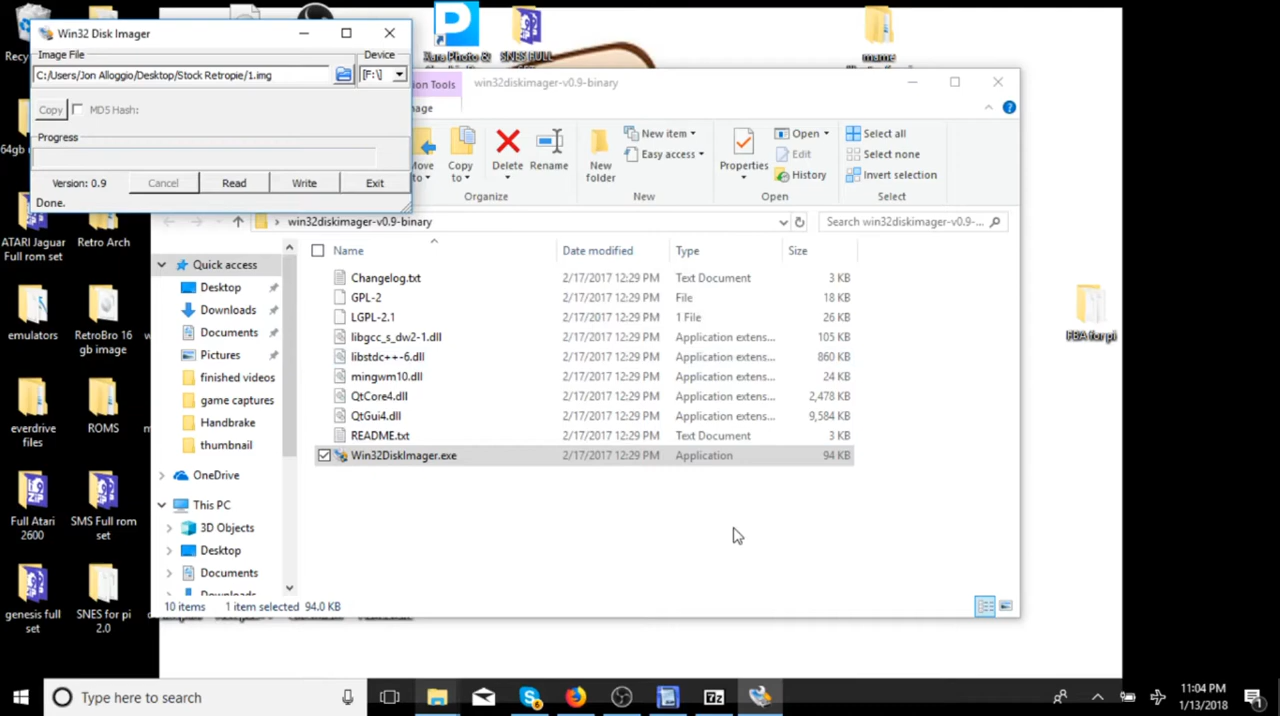 Win32 Disk Imager
Image File
Device
C:/Users/Jon Alloggio/Desktop/Stock Retropie/1.img
[F:\]
Copy
MD5 Hash:
Progress
Version: 0.9
Cancel
Read
Write
Exit
Done.
SNES FULL
mame
win32diskimager-v0.9-binary
Copy to
Delete
Rename
Organize
New folder
New item
Easy access
New
Properties
Open
Edit
History
Open
Select all
Select none
Invert selection
Select
win32diskimager-v0.9-binary
Search win32diskimager-v0.9-...
Name
Date modified
Type
Size
Changelog.txt 2/17/2017 12:29 PM Text Document 3 KB
GPL-2 2/17/2017 12:29 PM File 18 KB
LGPL-2.1 2/17/2017 12:29 PM 1 File 26 KB
libgcc_s_dw2-1.dll 2/17/2017 12:29 PM Application extens... 105 KB
libstdc++-6.dll 2/17/2017 12:29 PM Application extens... 860 KB
mingwm10.dll 2/17/2017 12:29 PM Application extens... 24 KB
QtCore4.dll 2/17/2017 12:29 PM Application extens... 2,478 KB
QtGui4.dll 2/17/2017 12:29 PM Application extens... 9,584 KB
README.txt 2/17/2017 12:29 PM Text Document 3 KB
Win32DiskImager.exe 2/17/2017 12:29 PM Application 94 KB
Quick access
Desktop
Downloads
Documents
Pictures
finished videos
game captures
Handbrake
thumbnail
OneDrive
This PC
3D Objects
Desktop
Documents
10 items
1 item selected 94.0 KB
ATARI Jaguar
Full rom set
Retro Arch
emulators
RetroBro 16
gb image
everdrive
files
ROMS
Full Atari
2600
SMS Full rom
set
genesis full
set
SNES for pi
2.0
FBA for pi
Type here to search
11:04 PM
1/13/2018